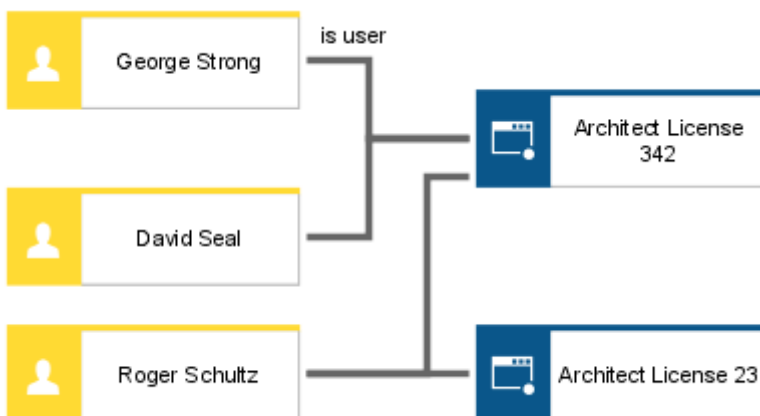 is user
George Strong
Architect License
342
David Seal
Roger Schultz
Architect License 23